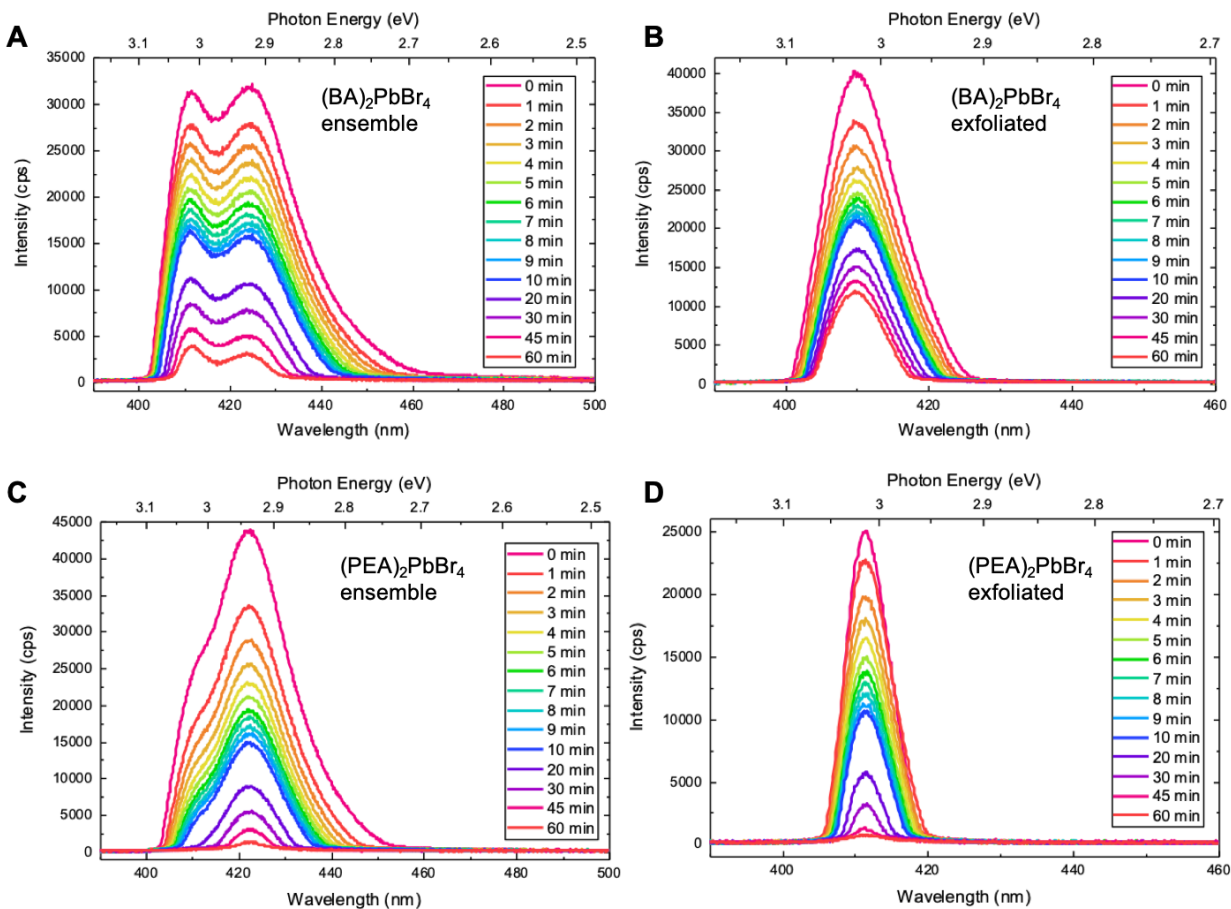 A
Photon Energy (eV)
3.1 3 2.9 2.8 2.7 2.6 2.5
35000
30000
25000
20000
15000
10000
5000
0
Intensity (cps)
(BA)2PbBr4
ensemble
0 min
1 min
2 min
3 min
4 min
5 min
6 min
7 min
8 min
9 min
10 min
20 min
30 min
45 min
60 min
400 420 440 460 480 500
Wavelength (nm)
B
Photon Energy (eV)
3.1 3 2.9 2.8 2.7
40000
35000
30000
25000
20000
15000
10000
5000
0
Intensity (cps)
(BA)2PbBr4
exfoliated
0 min
1 min
2 min
3 min
4 min
5 min
6 min
7 min
8 min
9 min
10 min
20 min
30 min
45 min
60 min
400 420 440 460
Wavelength (nm)
C
Photon Energy (eV)
3.1 3 2.9 2.8 2.7 2.6 2.5
45000
40000
35000
30000
25000
20000
15000
10000
5000
0
Intensity (cps)
(PEA)2PbBr4
ensemble
0 min
1 min
2 min
3 min
4 min
5 min
6 min
7 min
8 min
9 min
10 min
20 min
30 min
45 min
60 min
400 420 440 460 480 500
Wavelength (nm)
D
Photon Energy (eV)
3.1 3 2.9 2.8 2.7
25000
20000
15000
10000
5000
0
Intensity (cps)
(PEA)2PbBr4
exfoliated
0 min
1 min
2 min
3 min
4 min
5 min
6 min
7 min
8 min
9 min
10 min
20 min
30 min
45 min
60 min
400 420 440 460
Wavelength (nm)